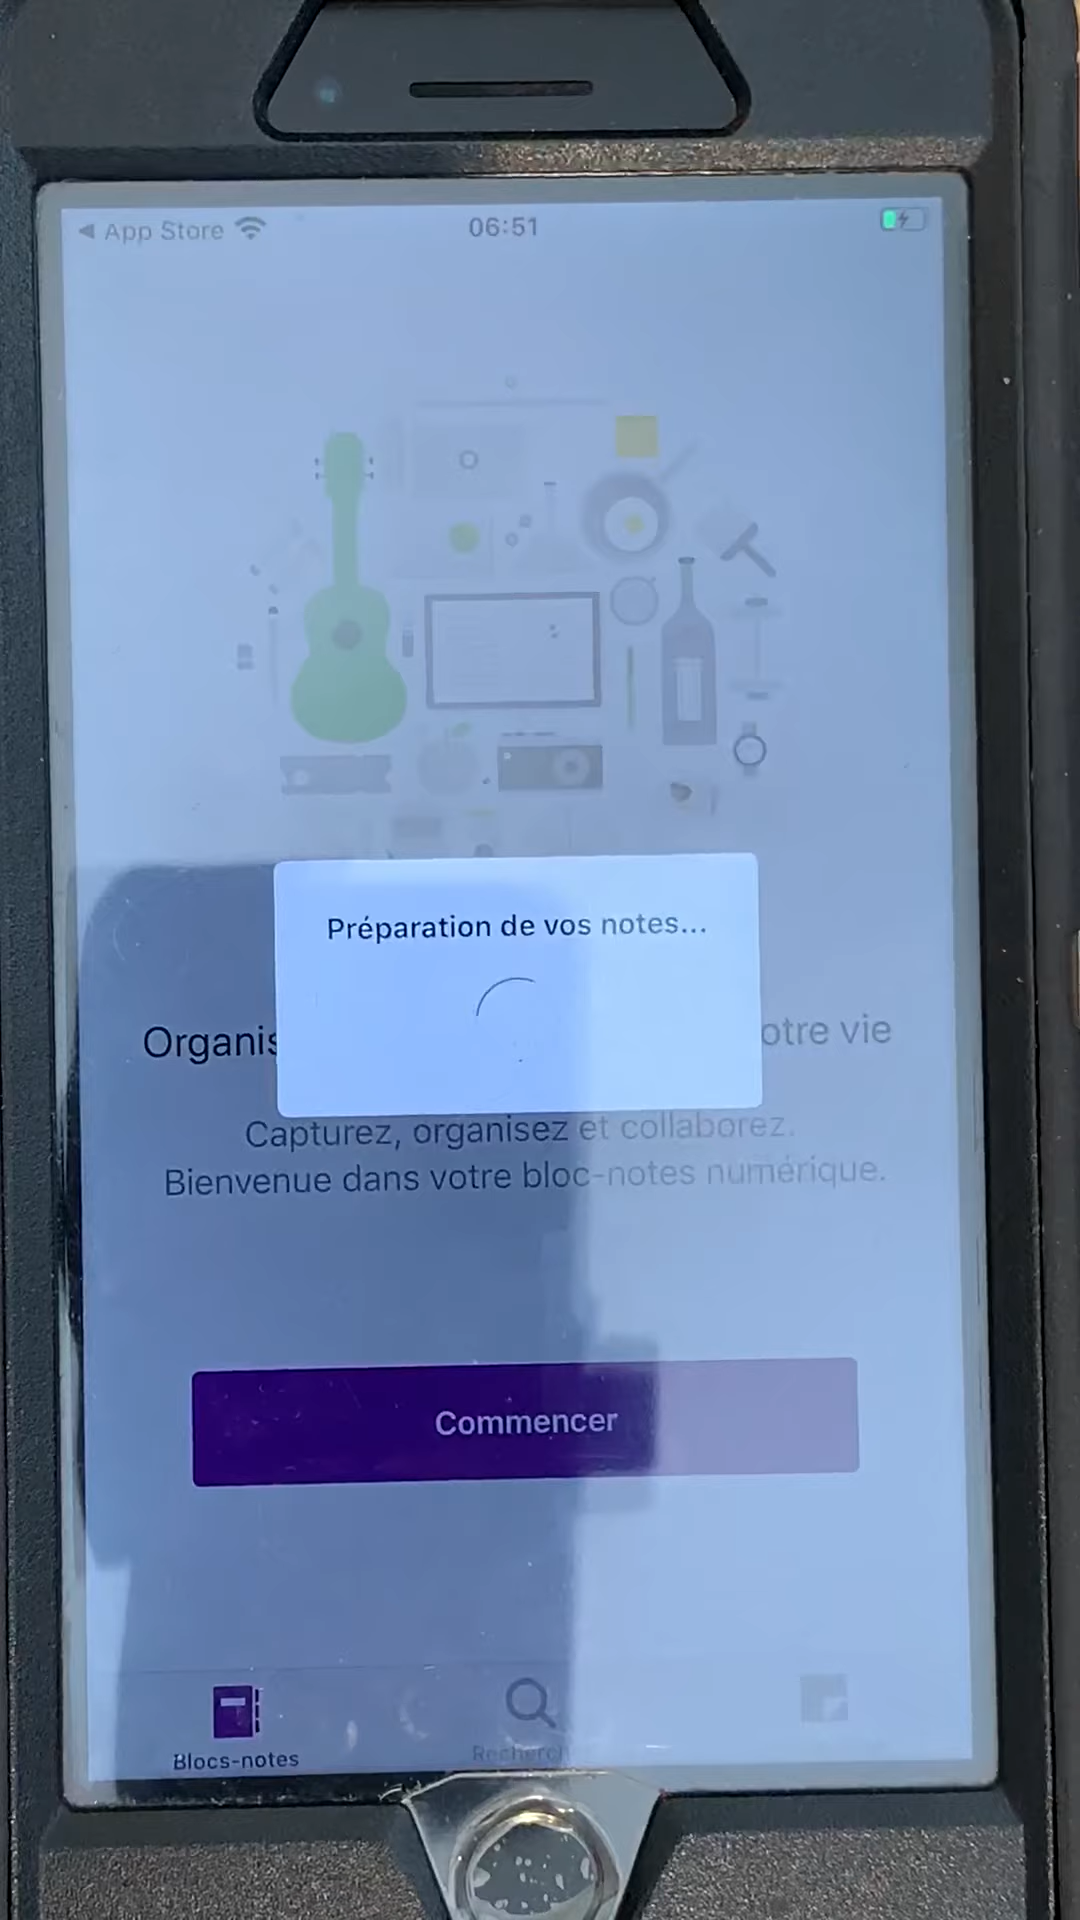 ◀ App Store
06:51
Préparation de vos notes...
Organis otre vie
Capturez, organisez et collaborez.
Bienvenue dans votre bloc-notes numérique.
Commencer
Blocs-notes
Recherch